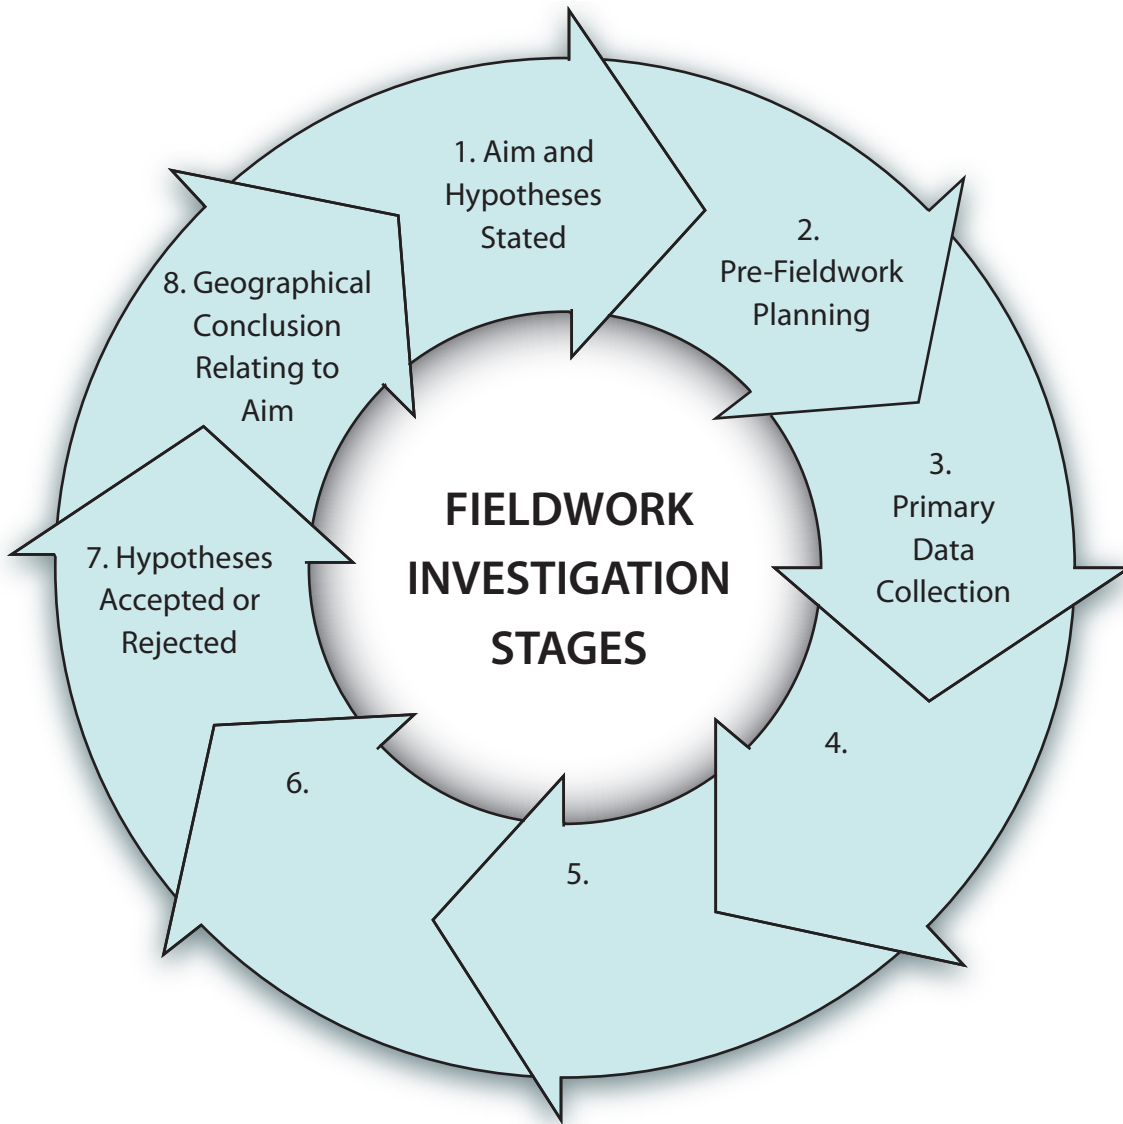 1. Aim and
Hypotheses
Stated
2.
Pre-Fieldwork
Planning
3.
Primary
Data
Collection
4.
5.
6.
7. Hypotheses
Accepted or
Rejected
8. Geographical
Conclusion
Relating to
Aim
FIELDWORK
INVESTIGATION
STAGES